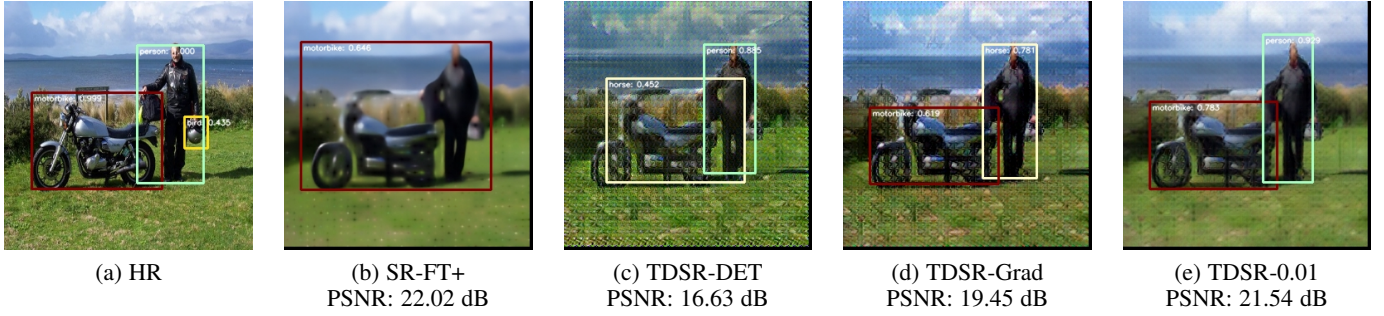 person: 1.000
motorbike: 0.999
bird: 0.435
motorbike: 0.646
person: 0.885
horse: 0.452
horse: 0.781
motorbike: 0.619
person: 0.929
motorbike: 0.783
(a) HR
(b) SR-FT+
PSNR: 22.02 dB
(c) TDSR-DET
PSNR: 16.63 dB
(d) TDSR-Grad
PSNR: 19.45 dB
(e) TDSR-0.01
PSNR: 21.54 dB